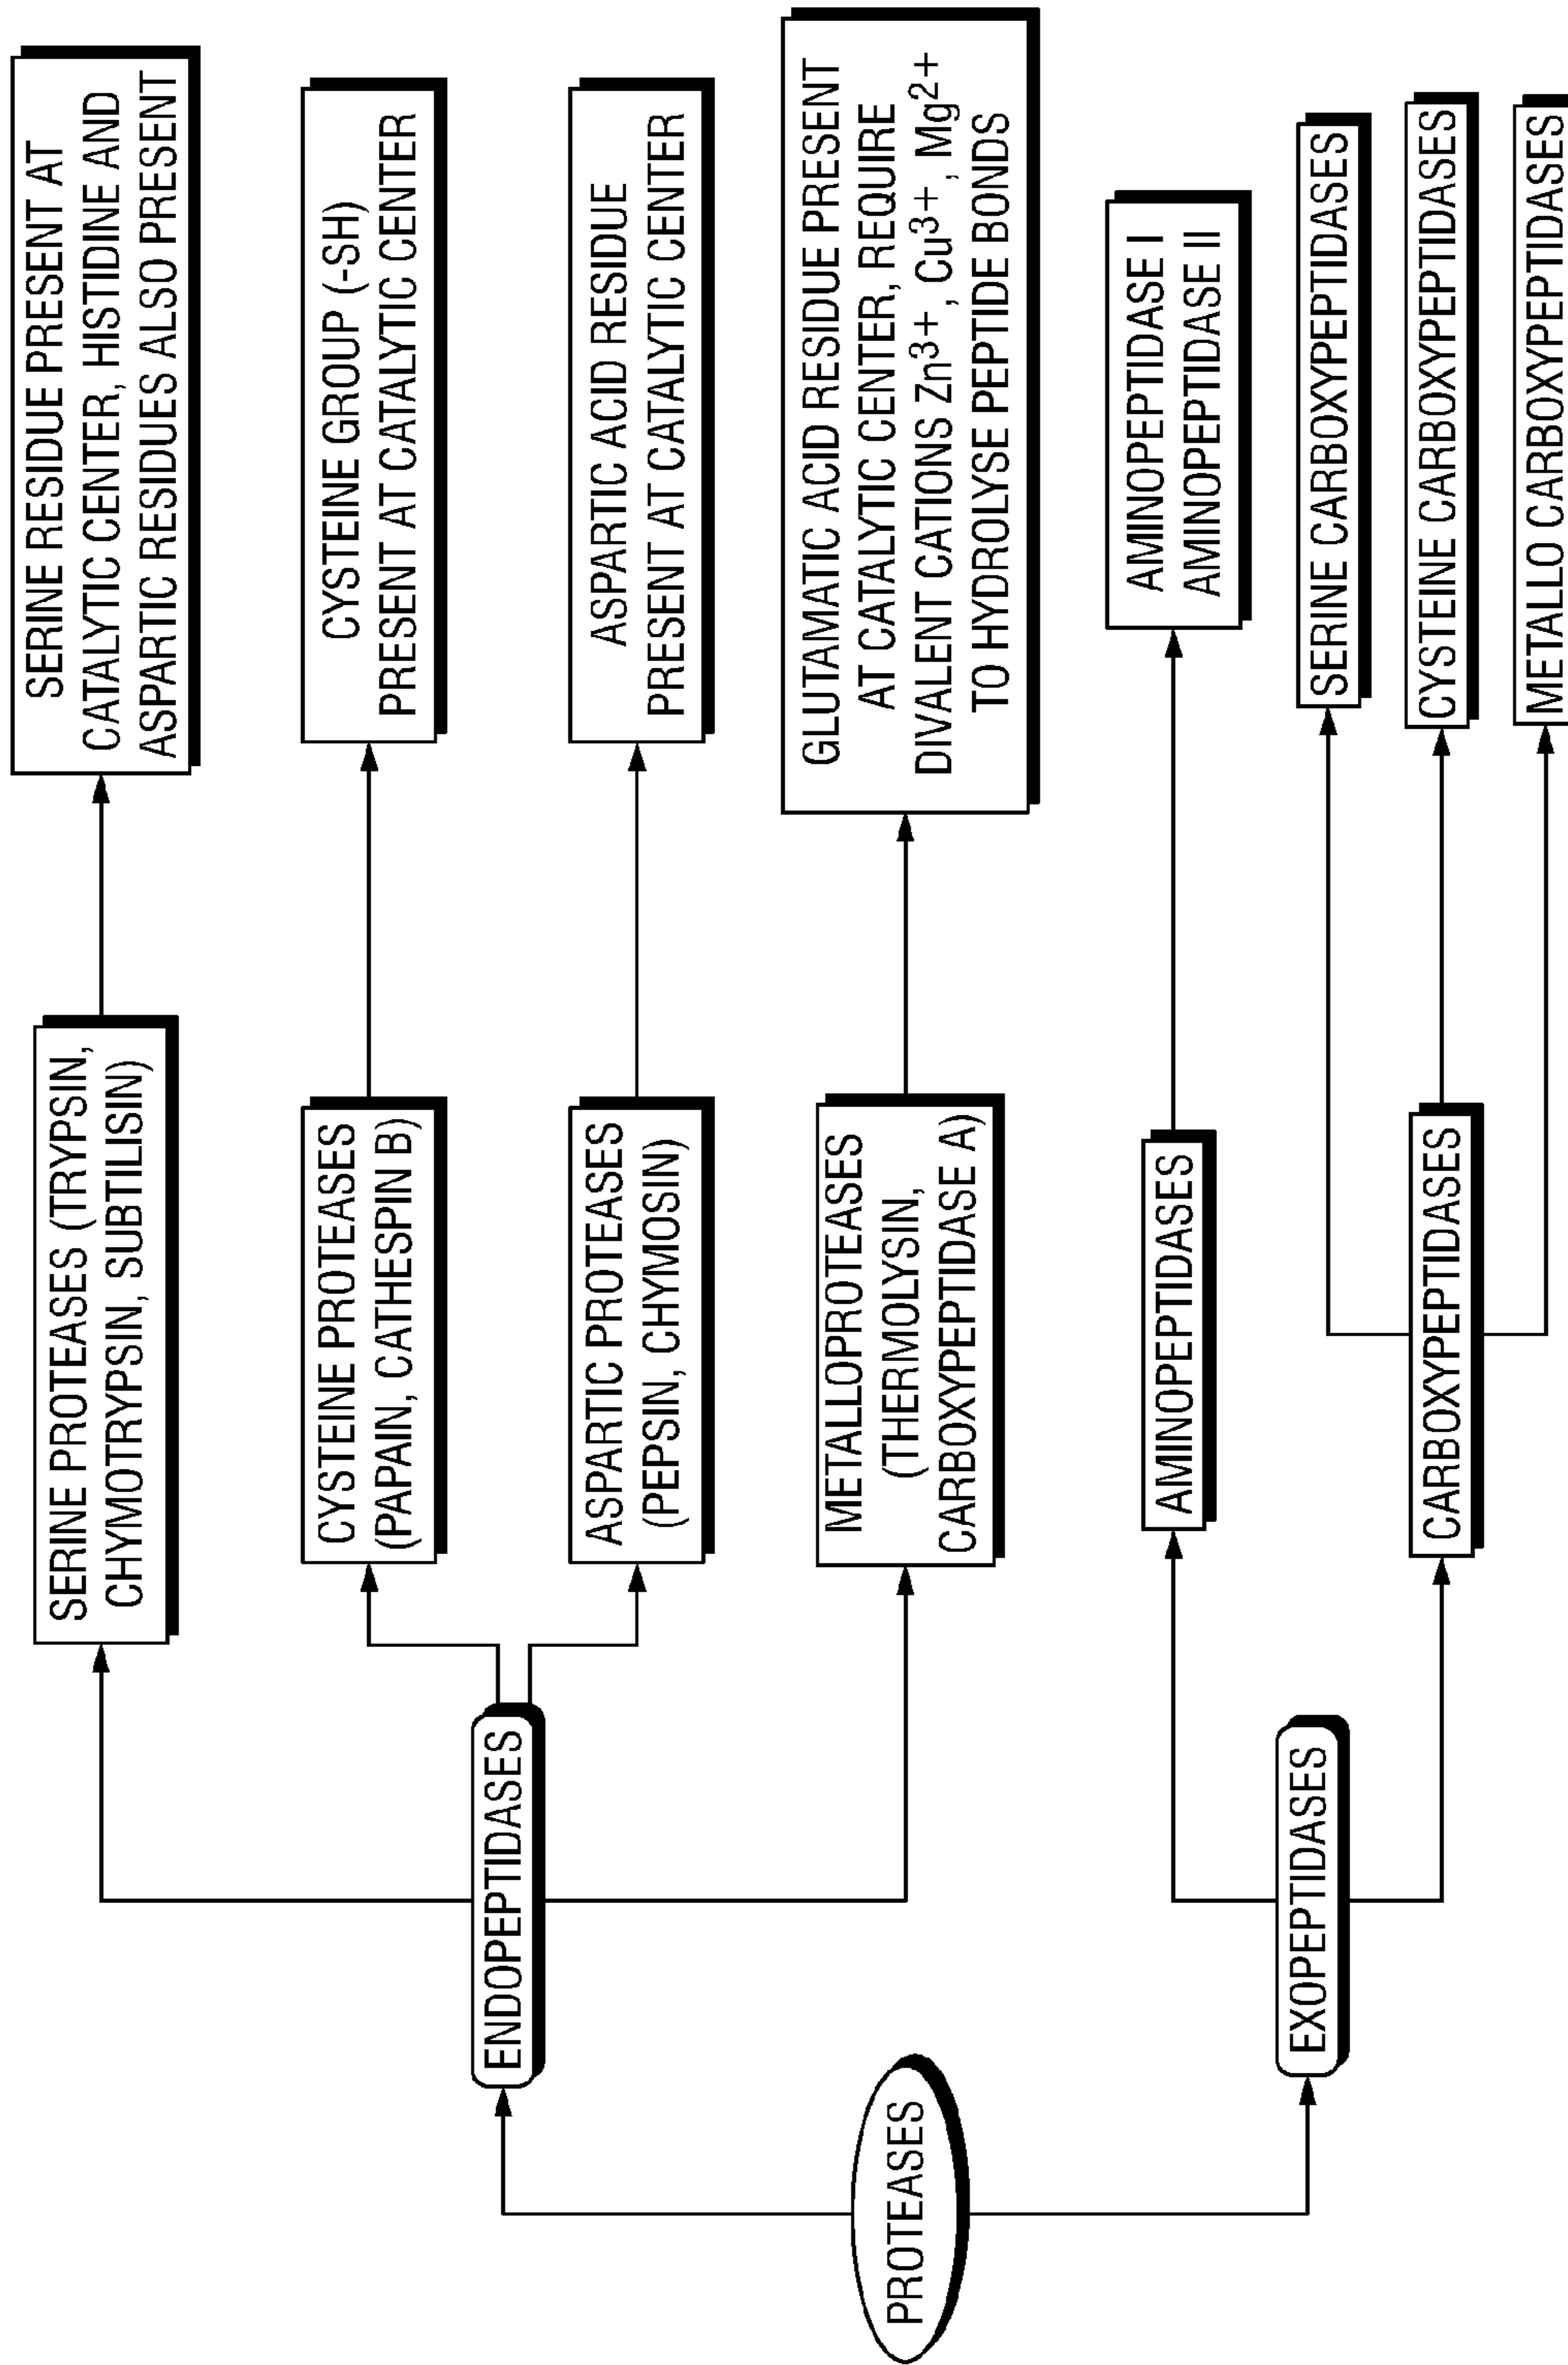 PROTEASES
ENDOPEPTIDASES
SERINE PROTEASES (TRYPSIN,
CHYMOTRYPSIN, SUBTILISIN)
SERINE RESIDUE PRESENT AT
CATALYTIC CENTER, HISTIDINE AND
ASPARTIC RESIDUES ALSO PRESENT
CYSTEINE PROTEASES
(PAPAIN, CATHESPIN B)
CYSTEINE GROUP (-SH)
PRESENT AT CATALYTIC CENTER
ASPARTIC PROTEASES
(PEPSIN, CHYMOSIN)
ASPARTIC ACID RESIDUE
PRESENT AT CATALYTIC CENTER
METALLOPROTEASES
(THERMOLYSIN,
CARBOXYPEPTIDASE A)
GLUTAMATIC ACID RESIDUE PRESENT
AT CATALYTIC CENTER, REQUIRE
DIVALENT CATIONS Zn³⁺, Cu³⁺, Mg²⁺
TO HYDROLYSE PEPTIDE BONDS
EXOPEPTIDASES
AMINOPEPTIDASES
AMINOPEPTIDASE I
AMINOPEPTIDASE II
CARBOXYPEPTIDASES
SERINE CARBOXYPEPTIDASES
CYSTEINE CARBOXYPEPTIDASES
METALLO CARBOXYPEPTIDASES